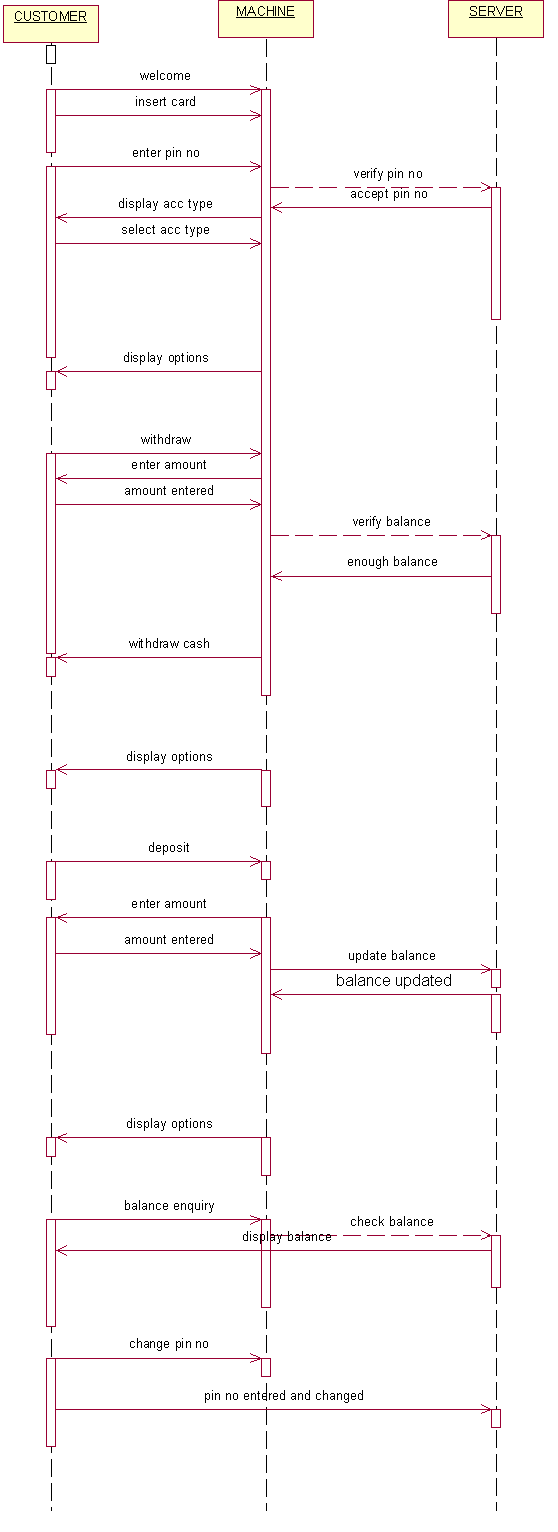 CUSTOMER
MACHINE
SERVER
welcome
insert card
enter pin no
verify pin no
accept pin no
display acc type
select acc type
display options
withdraw
enter amount
amount entered
verify balance
enough balance
withdraw cash
display options
deposit
enter amount
amount entered
update balance
balance updated
display options
balance enquiry
check balance
display balance
change pin no
pin no entered and changed